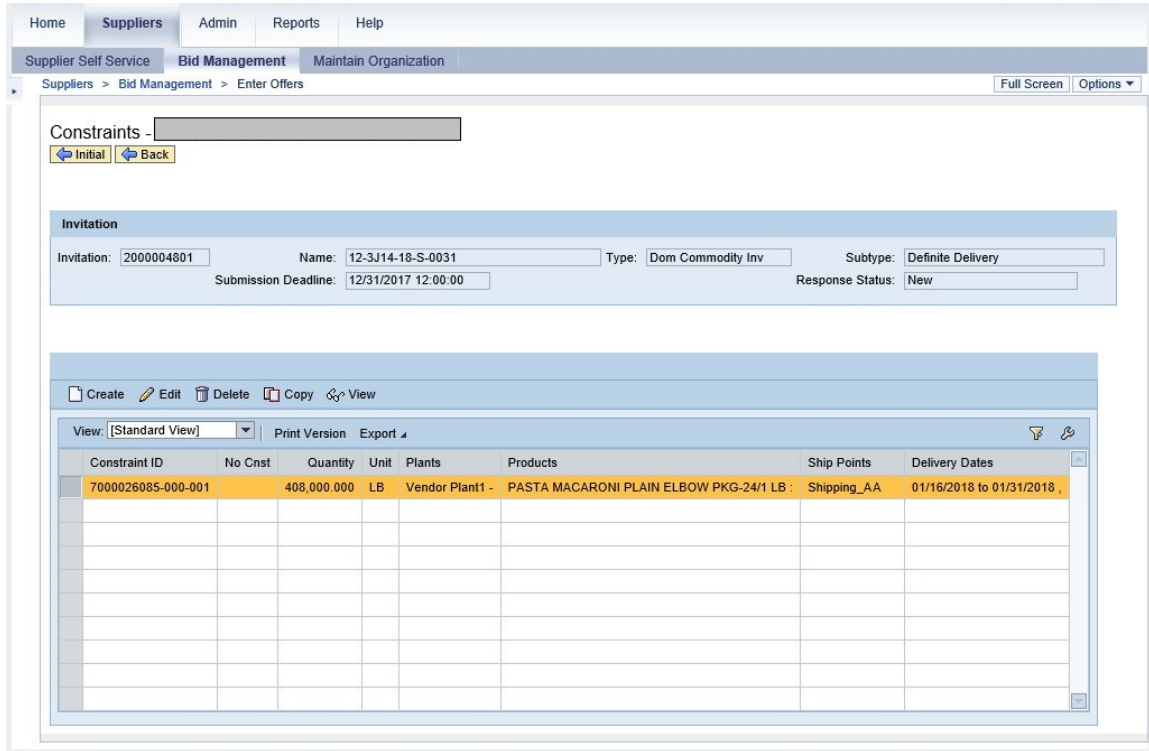 Home Suppliers Admin Reports Help
Supplier Self Service Bid Management Maintain Organization
Suppliers > Bid Management > Enter Offers Full Screen Options
Constraints -
Initial Back
Invitation
Invitation: 2000004801 Name: 12-3J14-18-S-0031 Type: Dom Commodity Inv Subtype: Definite Delivery
Submission Deadline: 12/31/2017 12:00:00 Response Status: New
Create Edit Delete Copy View
View: [Standard View] Print Version Export
Constraint ID No Cnst Quantity Unit Plants Products Ship Points Delivery Dates
7000026085-000-001 408,000.000 LB Vendor Plant1 - PASTA MACARONI PLAIN ELBOW PKG-24/1 LB : Shipping_AA 01/16/2018 to 01/31/2018 ,